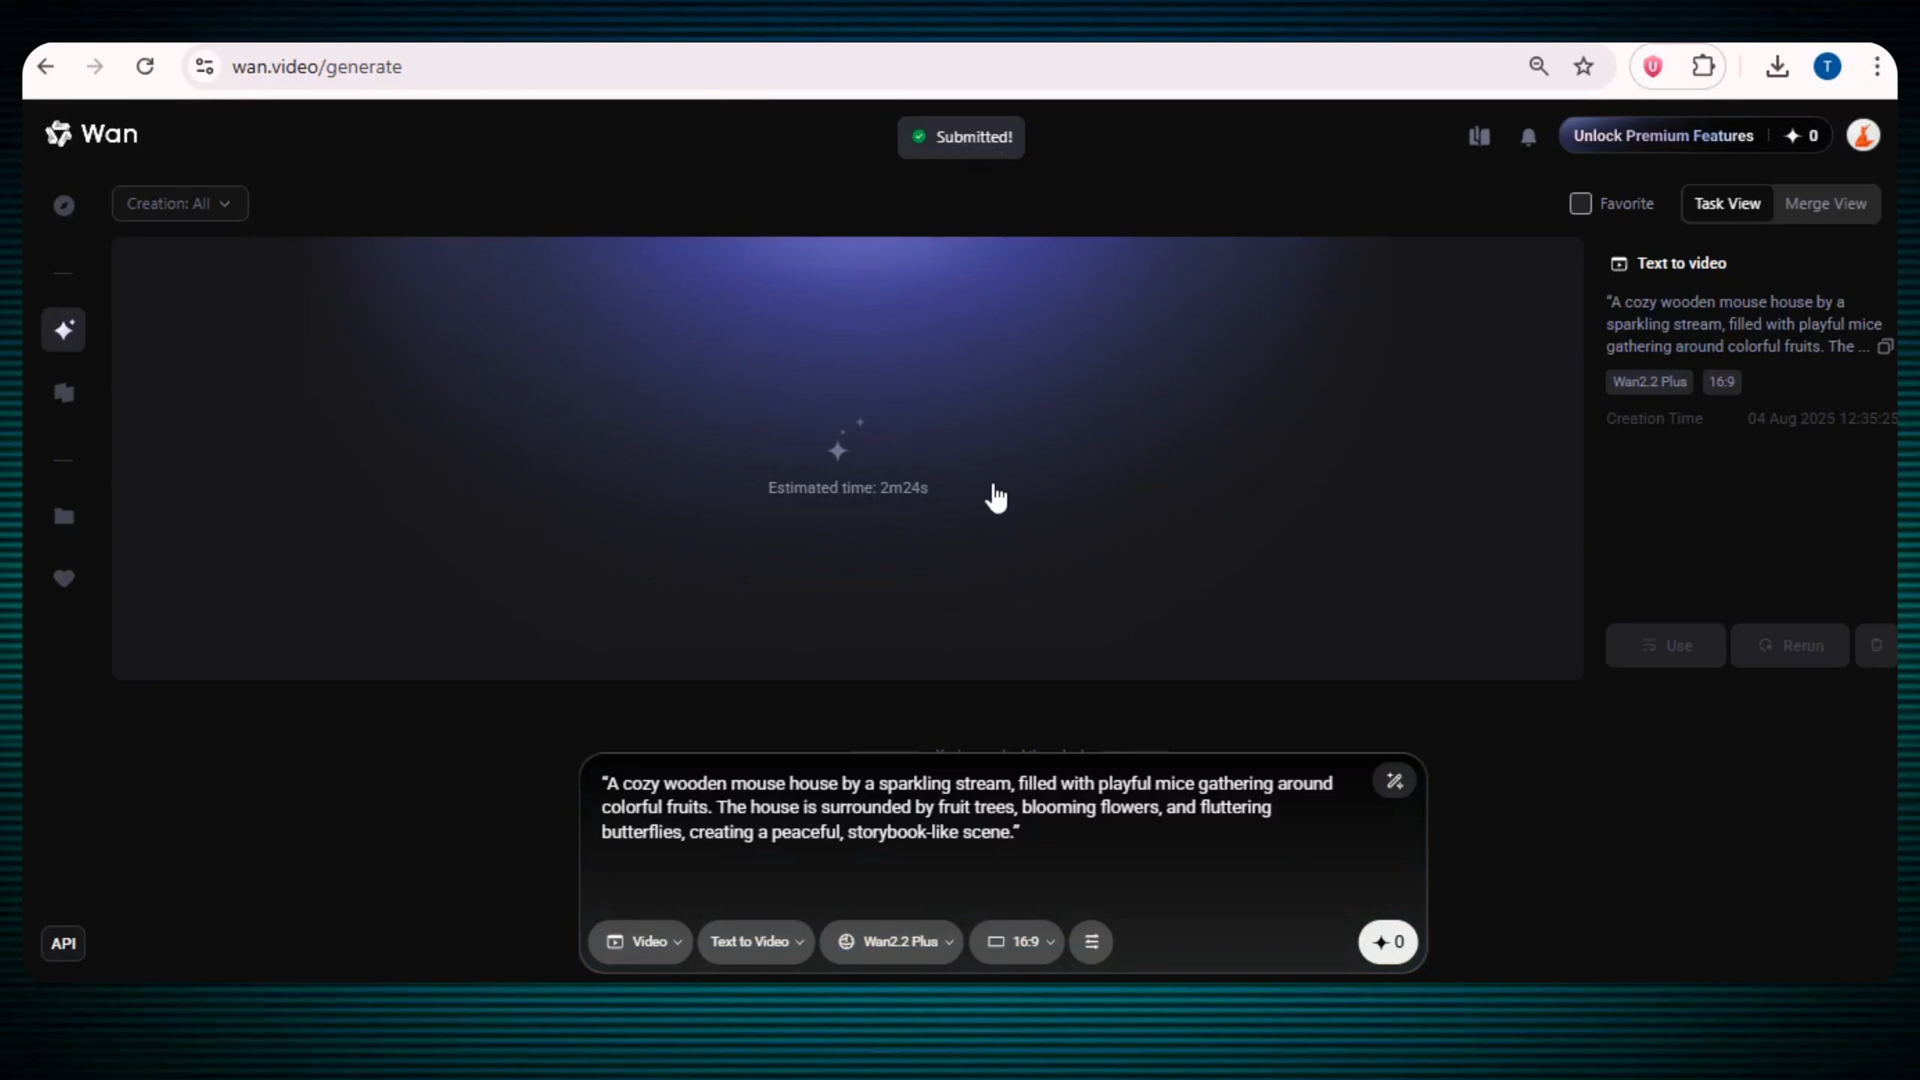 wan.video/generate
T
Wan
Submitted!
Unlock Premium Features
0
Creation: All
Favorite
Task View
Merge View
Text to video
"A cozy wooden mouse house by a
sparkling stream, filled with playful mice
gathering around colorful fruits. The ...
Wan2.2 Plus
16:9
Creation Time
04 Aug 2025 12:35:25
Estimated time: 2m24s
Use
Rerun
“A cozy wooden mouse house by a sparkling stream, filled with playful mice gathering around
colorful fruits. The house is surrounded by fruit trees, blooming flowers, and fluttering
butterflies, creating a peaceful, storybook-like scene.”
Video
Text to Video
Wan2.2 Plus
16:9
0
API